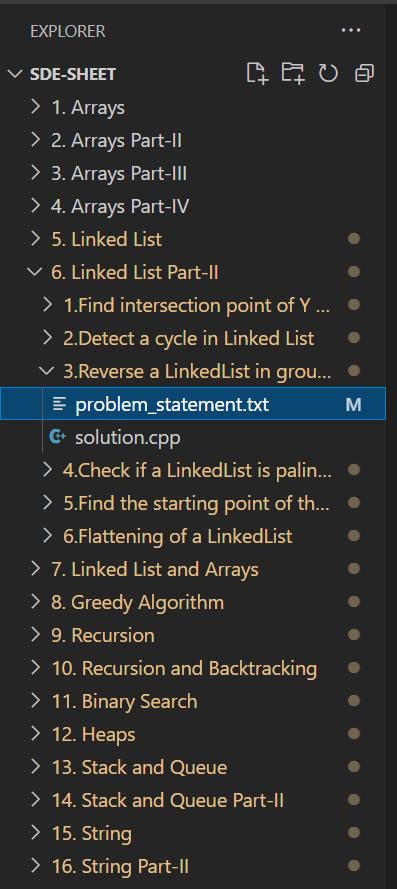 EXPLORER ...
SDE-SHEET
1. Arrays
2. Arrays Part-II
3. Arrays Part-III
4. Arrays Part-IV
5. Linked List
6. Linked List Part-II
1.Find intersection point of Y ...
2.Detect a cycle in Linked List
3.Reverse a LinkedList in grou...
problem_statement.txt M
solution.cpp
4.Check if a LinkedList is palin...
5.Find the starting point of th...
6.Flattening of a LinkedList
7. Linked List and Arrays
8. Greedy Algorithm
9. Recursion
10. Recursion and Backtracking
11. Binary Search
12. Heaps
13. Stack and Queue
14. Stack and Queue Part-II
15. String
16. String Part-II